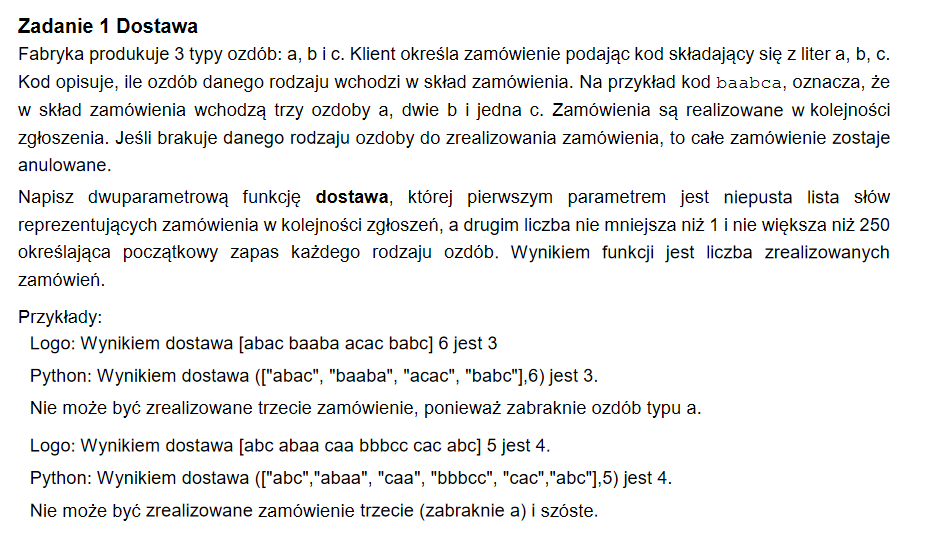 Zadanie 1 Dostawa
Fabryka produkuje 3 typy ozdób: a, b i c. Klient określa zamówienie podając kod składający się z liter a, b, c.
Kod opisuje, ile ozdób danego rodzaju wchodzi w skład zamówienia. Na przykład kod baabca, oznacza, że
w skład zamówienia wchodzą trzy ozdoby a, dwie b i jedna c. Zamówienia są realizowane w kolejności
zgłoszenia. Jeśli brakuje danego rodzaju ozdoby do zrealizowania zamówienia, to całe zamówienie zostaje
anulowane.
Napisz dwuparametrową funkcję dostawa, której pierwszym parametrem jest niepusta lista słów
reprezentujących zamówienia w kolejności zgłoszeń, a drugim liczba nie mniejsza niż 1 i nie większa niż 250
określająca początkowy zapas każdego rodzaju ozdób. Wynikiem funkcji jest liczba zrealizowanych
zamówień.
Przykłady:
Logo: Wynikiem dostawa [abac baaba acac babc] 6 jest 3
Python: Wynikiem dostawa (["abac", "baaba", "acac", "babc"],6) jest 3.
Nie może być zrealizowane trzecie zamówienie, ponieważ zabraknie ozdób typu a.
Logo: Wynikiem dostawa [abc abaa caa bbbcc cac abc] 5 jest 4.
Python: Wynikiem dostawa (["abc","abaa", "caa", "bbbcc", "cac","abc"],5) jest 4.
Nie może być zrealizowane zamówienie trzecie (zabraknie a) i szóste.